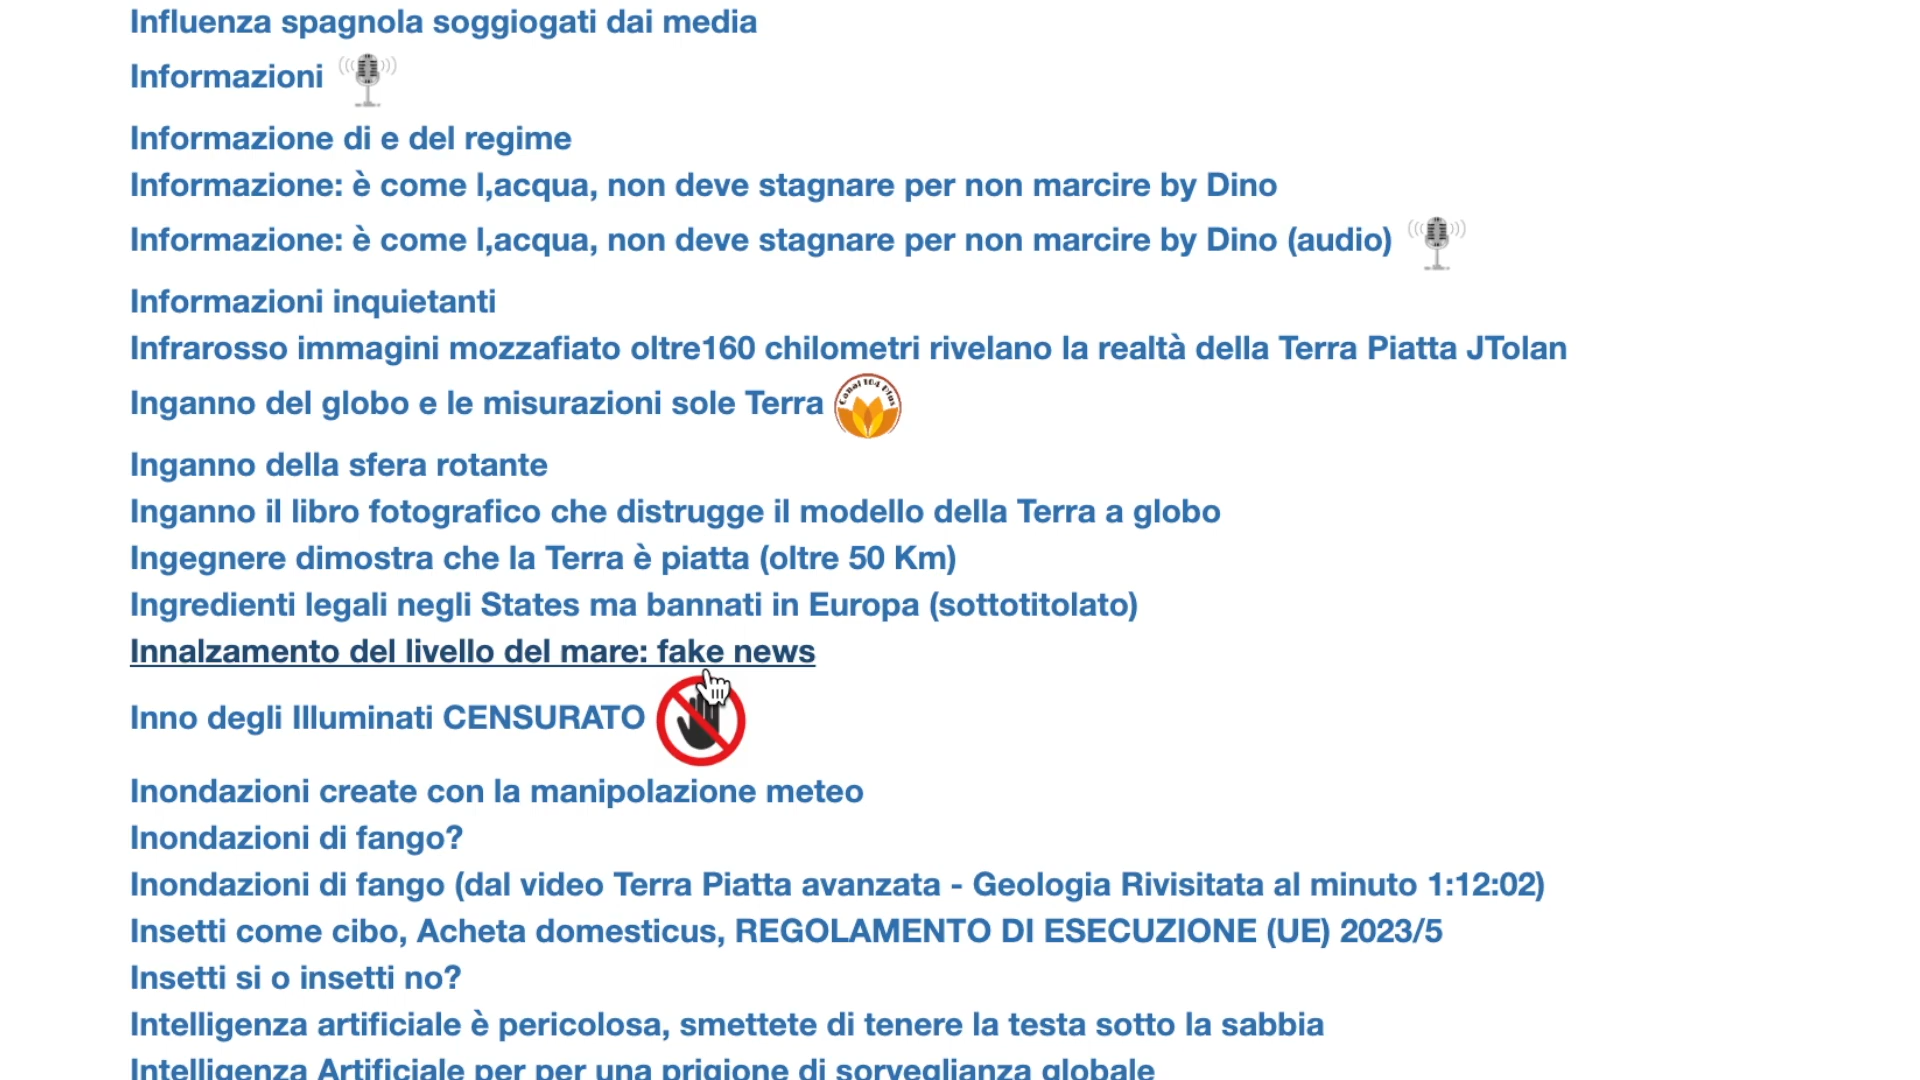 Influenza spagnola soggiogati dai media
Informazioni
Informazione di e del regime
Informazione: è come l,acqua, non deve stagnare per non marcire by Dino
Informazione: è come l,acqua, non deve stagnare per non marcire by Dino (audio)
Informazioni inquietanti
Infrarosso immagini mozzafiato oltre160 chilometri rivelano la realtà della Terra Piatta JTolan
Inganno del globo e le misurazioni sole Terra
Canal 104 Plus
Inganno della sfera rotante
Inganno il libro fotografico che distrugge il modello della Terra a globo
Ingegnere dimostra che la Terra è piatta (oltre 50 Km)
Ingredienti legali negli States ma bannati in Europa (sottotitolato)
Innalzamento del livello del mare: fake news
Inno degli Illuminati CENSURATO
Inondazioni create con la manipolazione meteo
Inondazioni di fango?
Inondazioni di fango (dal video Terra Piatta avanzata - Geologia Rivisitata al minuto 1:12:02)
Insetti come cibo, Acheta domesticus, REGOLAMENTO DI ESECUZIONE (UE) 2023/5
Insetti si o insetti no?
Intelligenza artificiale è pericolosa, smettete di tenere la testa sotto la sabbia
Intelligenza Artificiale per per una prigione di sorveglianza globale